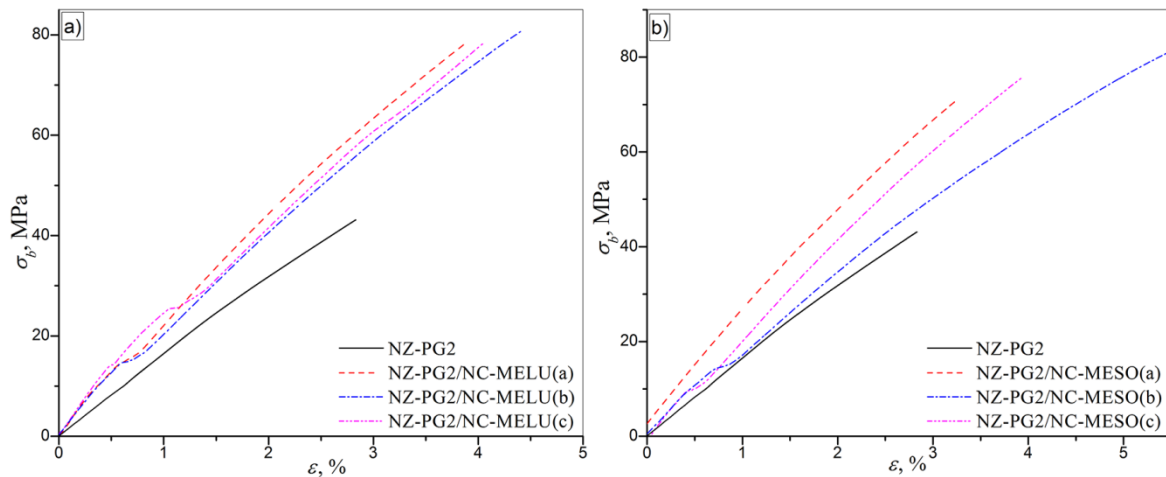 a)
80
60
40
20
0
σb, MPa
0 1 2 3 4 5
ε, %
NZ-PG2
NZ-PG2/NC-MELU(a)
NZ-PG2/NC-MELU(b)
NZ-PG2/NC-MELU(c)
b)
80
60
40
20
0
σb, MPa
0 1 2 3 4 5
ε, %
NZ-PG2
NZ-PG2/NC-MESO(a)
NZ-PG2/NC-MESO(b)
NZ-PG2/NC-MESO(c)